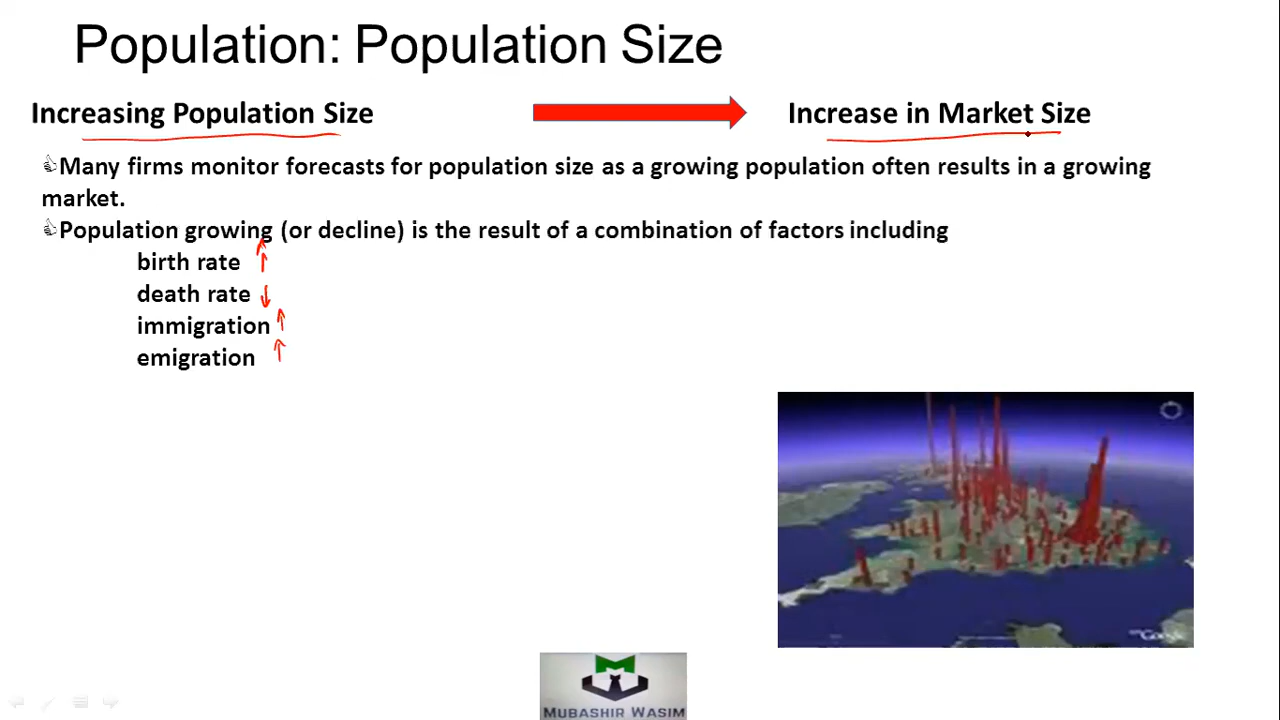 Population: Population Size
Increasing Population Size
Increase in Market Size
Many firms monitor forecasts for population size as a growing population often results in a growing
market.
Population growing (or decline) is the result of a combination of factors including
birth rate ↑
death rate ↓
immigration ↑
emigration ↑
Google
MUBASHIR WASIM